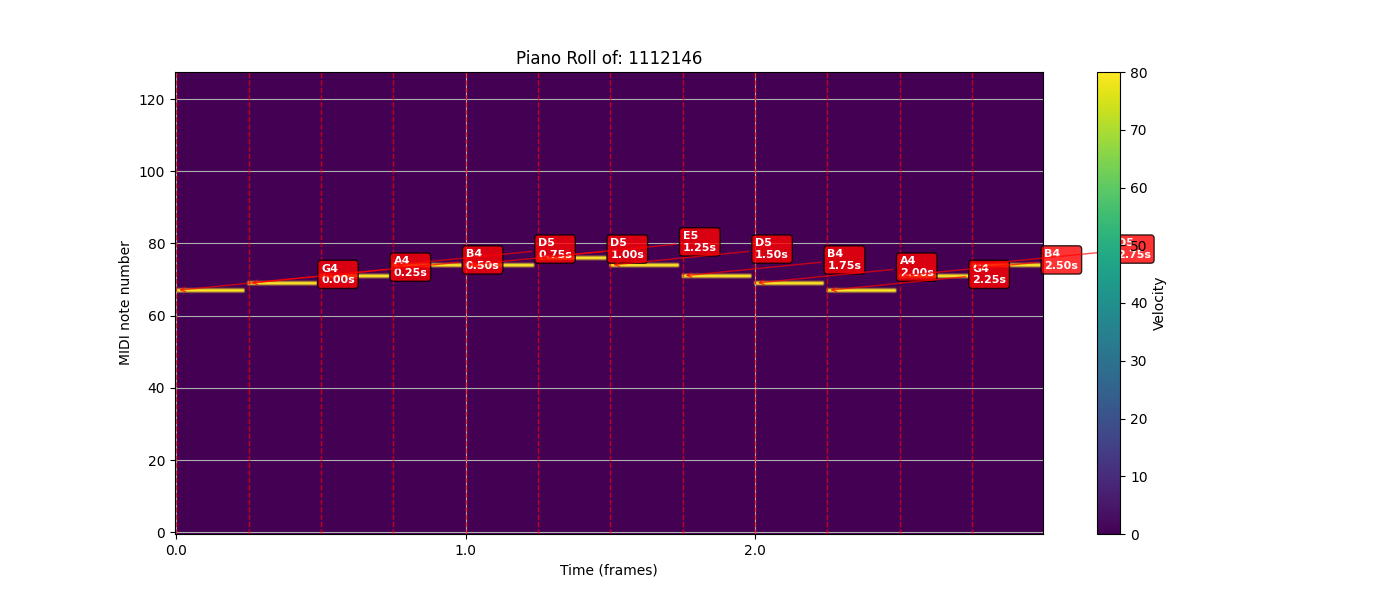 Piano Roll of: 1112146
MIDI note number
120
100
80
60
40
20
0
G4
0.00s
A4
0.25s
B4
0.50s
D5
0.75s
D5
1.00s
E5
1.25s
D5
1.50s
B4
1.75s
A4
2.00s
G4
2.25s
B4
2.50s
D5
2.75s
0.0
1.0
2.0
Time (frames)
80
70
60
50
40
30
20
10
0
Velocity